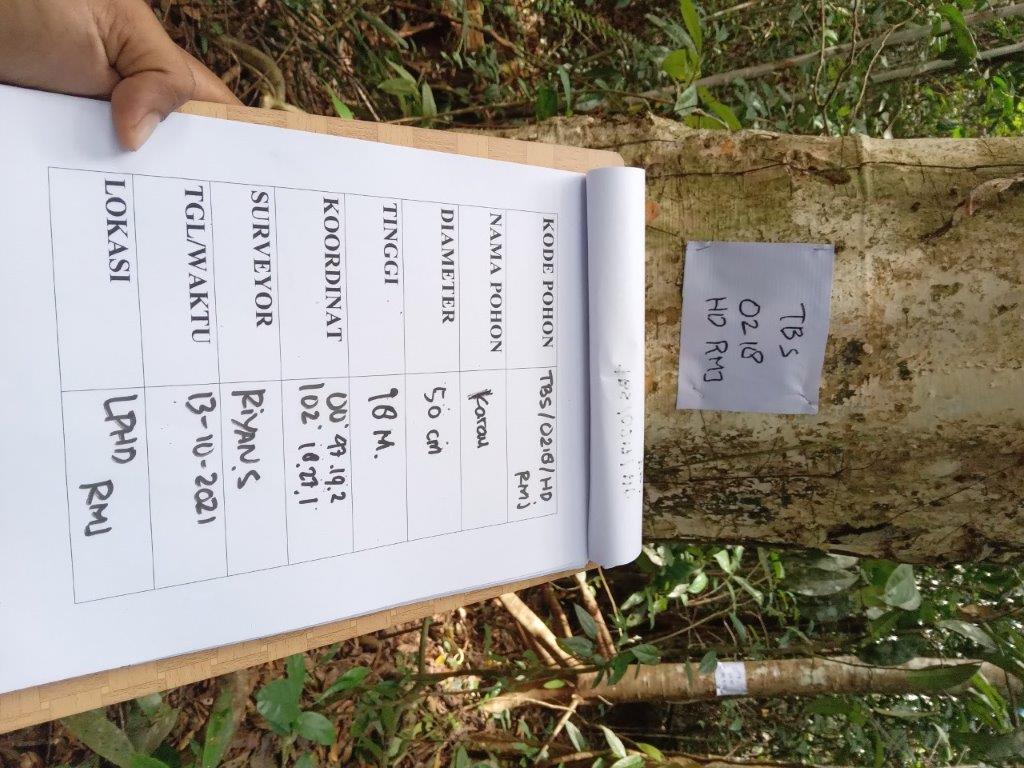 KODE POHON TBS/0218/HD RMJ
NAMA POHON Karau
DIAMETER 50 cm
TINGGI 18 M.
KOORDINAT 00° 47.19.2
102° 18.27.1
SURVEYOR RiYAN.S
TGL/WAKTU 13-10-2021
LOKASI LPHD RMJ
TBS
0218
HD RMJ